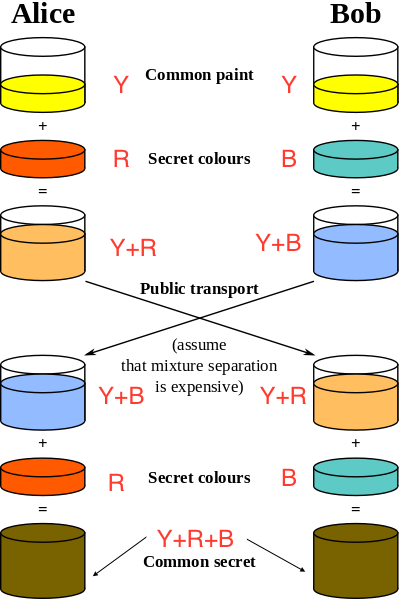 Alice Bob
Y Common paint Y
+ +
R Secret colours B
= =
Y+R Y+B
Public transport
(assume
that mixture separation
is expensive)
Y+B Y+R
+ +
R Secret colours B
= =
Y+R+B
Common secret